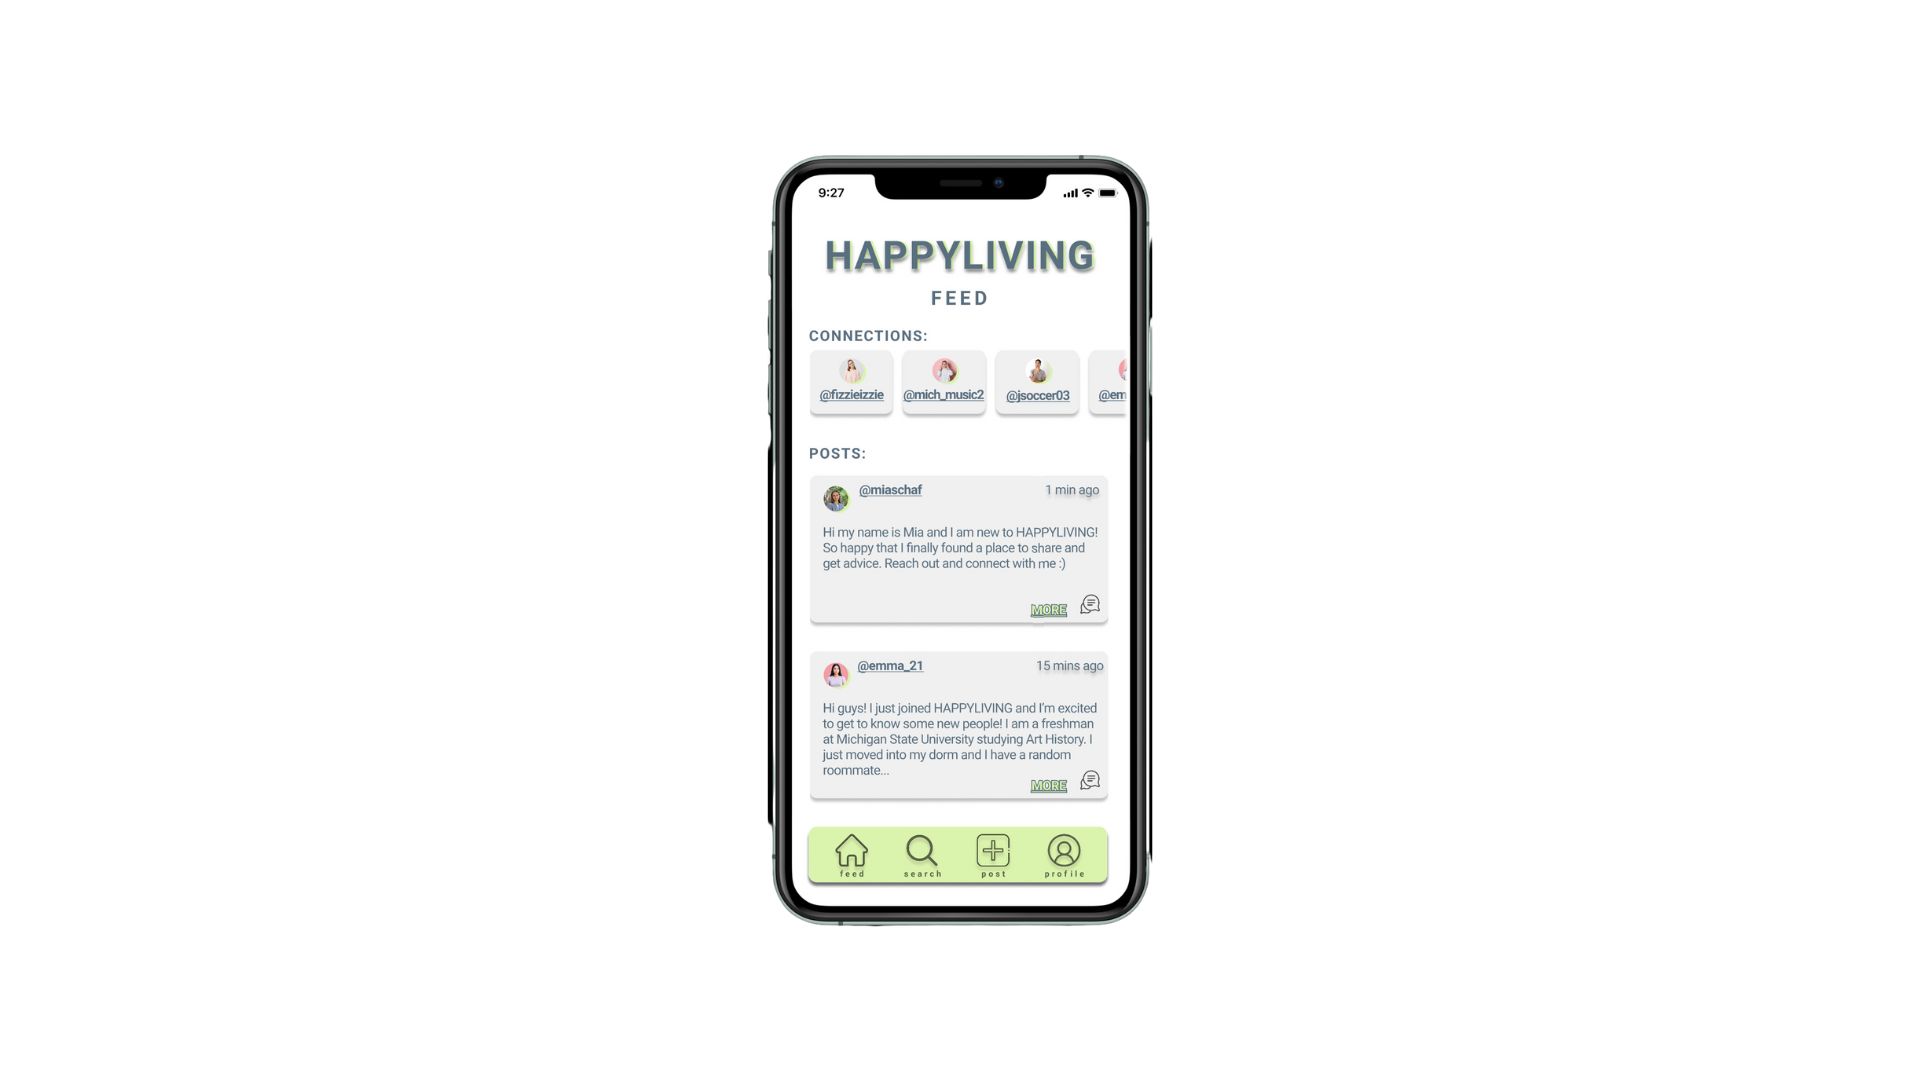 9:27
HAPPYLIVING
FEED
CONNECTIONS:
@fizzieizzie @mich_music2 @jsoccer03 @em
POSTS:
@miaschaf 1 min ago
Hi my name is Mia and I am new to HAPPYLIVING!
So happy that I finally found a place to share and
get advice. Reach out and connect with me :)
MORE
@emma_21 15 mins ago
Hi guys! I just joined HAPPYLIVING and I'm excited
to get to know some new people! I am a freshman
at Michigan State University studying Art History. I
just moved into my dorm and I have a random
roommate...
MORE
feed search post profile